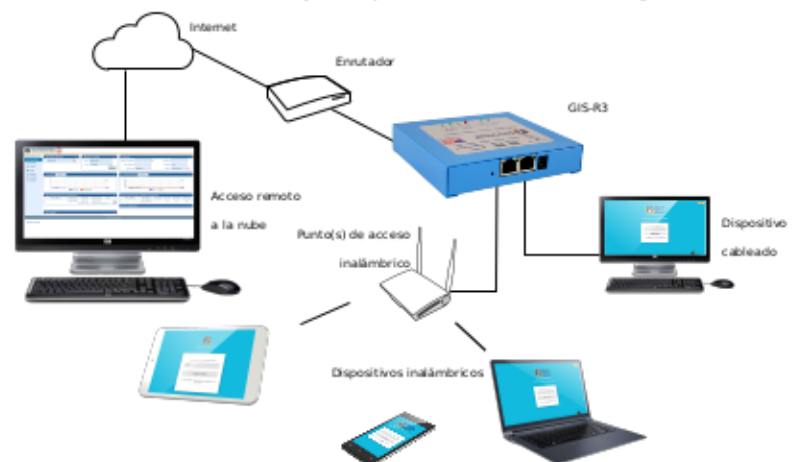 Internet
Enrutador
GIS-R3
Acceso remoto
a la nube
Punto(s) de acceso
inalámbrico
Dispositivo
cableado
Dispositivos inalámbricos